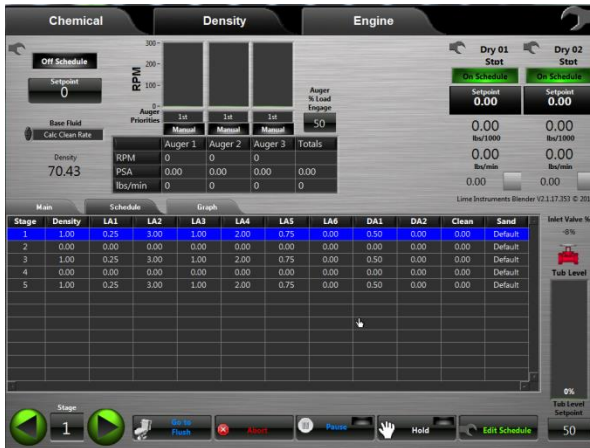 Chemical Density Engine
Off Schedule
Setpoint
0
Base Fluid
Calc Clean Rate
Density
70.43
RPM
300
200
100
0
Auger Priorities
1st 1st 1st
Manual Manual Manual
Auger % Load Engage
50
Auger 1 Auger 2 Auger 3 Totals
RPM 0 0 0
PSA 0.00 0.00 0.00 0.00
lbs/min 0 0 0 0
Dry 01 Dry 02
Stpt Stpt
On Schedule On Schedule
Setpoint Setpoint
0.00 0.00
0.00 0.00
lbs/1000 lbs/1000
0.00 0.00
lbs/min lbs/min
0.00 0.00
Lime Instruments Blender V2.1.17.353 © 201
Main Schedule Graph
Stage Density LA1 LA2 LA3 LA4 LA5 LA6 DA1 DA2 Clean Sand
1 1.00 0.25 3.00 1.00 2.00 0.75 0.00 0.50 0.00 0.00 Default
2 0.00 0.00 0.00 0.00 0.00 0.00 0.00 0.00 0.00 0.00 Default
3 1.00 0.25 3.00 1.00 2.00 0.75 0.00 0.50 0.00 0.00 Default
4 0.00 0.00 0.00 0.00 0.00 0.00 0.00 0.00 0.00 0.00 Default
5 1.00 0.25 3.00 1.00 2.00 0.75 0.00 0.50 0.00 0.00 Default
Inlet Valve %
Tub Level
0%
Tub Level
Setpoint
50
Stage
1
Go to
Flush
Abort
Pause
Hold
Edit Schedule